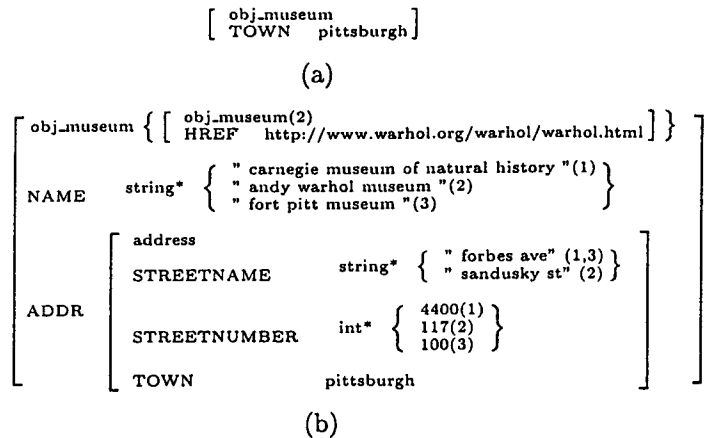 obj_museum
TOWN pittsburgh
(a)
obj_museum { [ obj_museum(2)
HREF http://www.warhol.org/warhol/warhol.html ] }
NAME string* { " carnegie museum of natural history "(1)
" andy warhol museum "(2)
" fort pitt museum "(3) }
ADDR
address
STREETNAME string* { " forbes ave" (1,3)
" sandusky st" (2) }
STREETNUMBER int* { 4400(1)
117(2)
100(3) }
TOWN pittsburgh
(b)